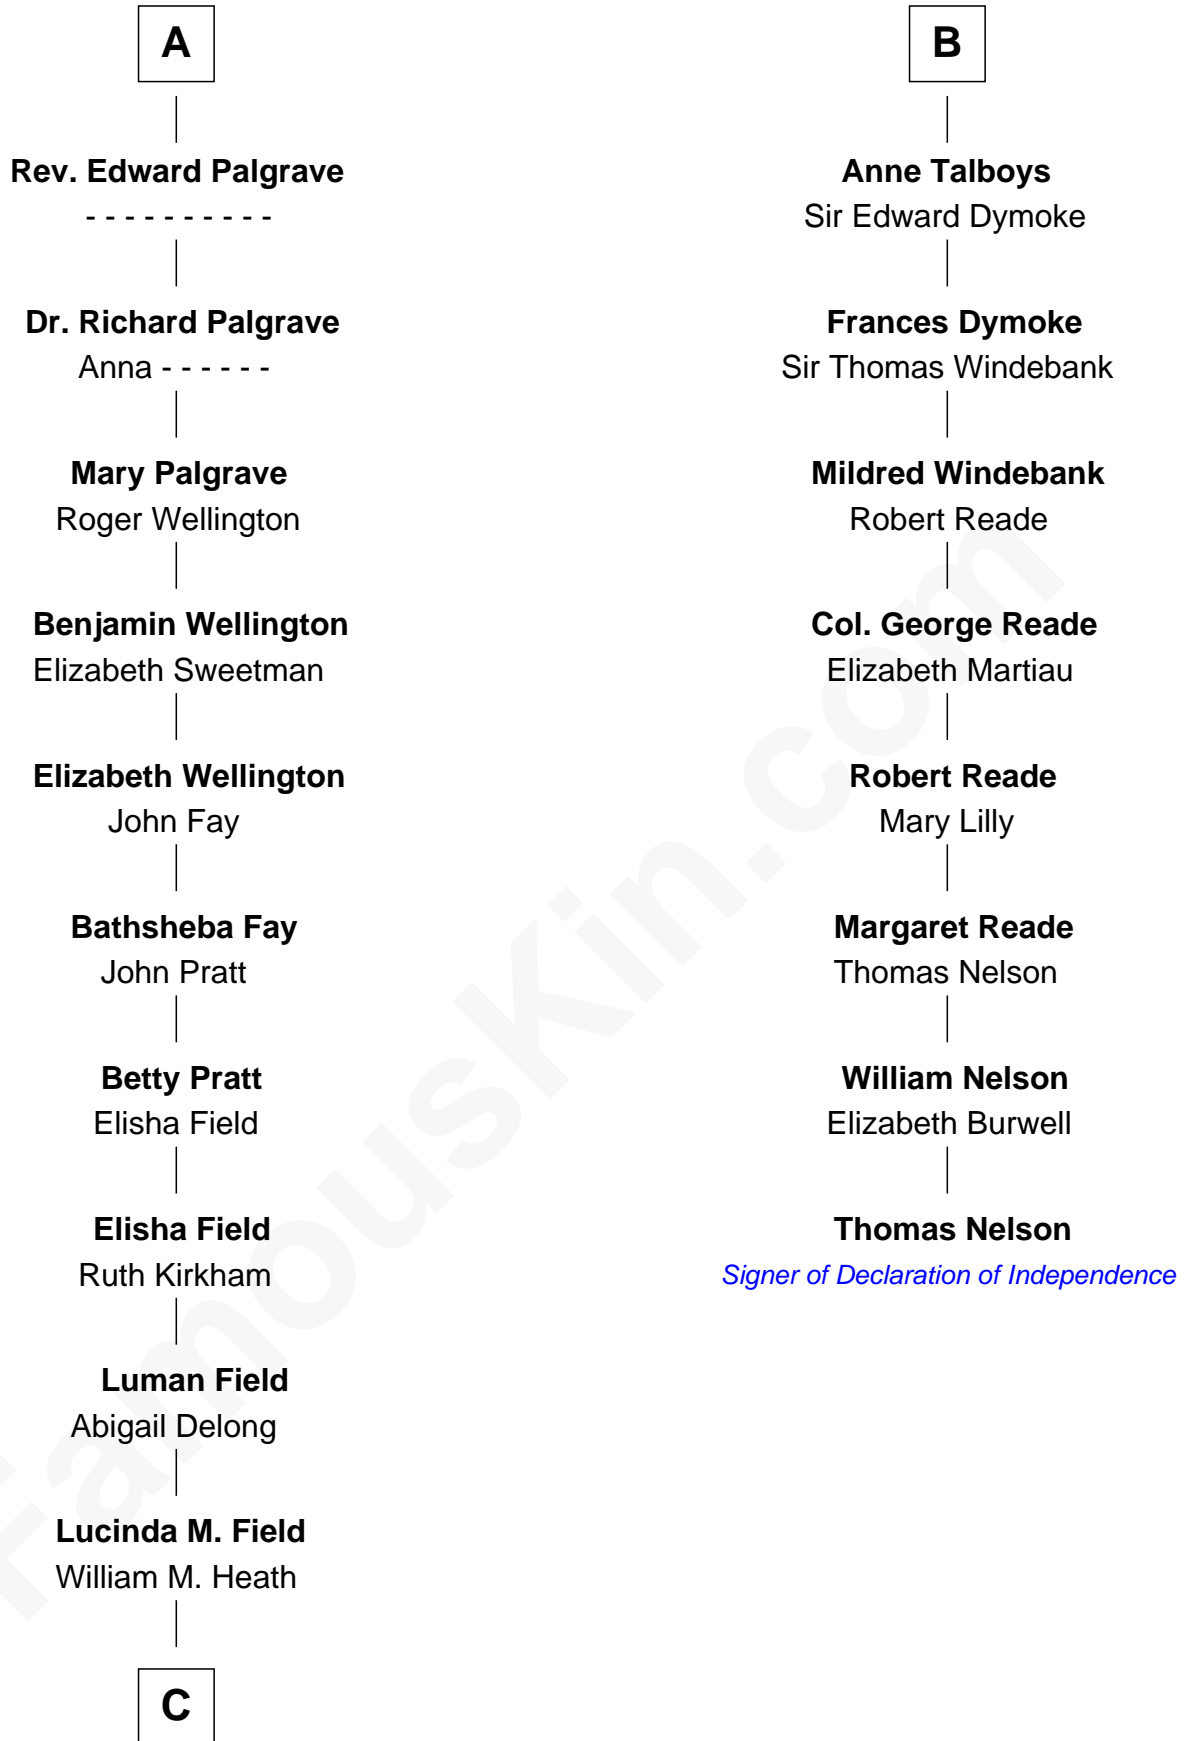 A
Rev. Edward Palgrave
- - - - - - - - - -
Dr. Richard Palgrave
Anna - - - - - -
Mary Palgrave
Roger Wellington
Benjamin Wellington
Elizabeth Sweetman
Elizabeth Wellington
John Fay
Bathsheba Fay
John Pratt
Betty Pratt
Elisha Field
Elisha Field
Ruth Kirkham
Luman Field
Abigail Delong
Lucinda M. Field
William M. Heath
C
B
Anne Talboys
Sir Edward Dymoke
Frances Dymoke
Sir Thomas Windebank
Mildred Windebank
Robert Reade
Col. George Reade
Elizabeth Martiau
Robert Reade
Mary Lilly
Margaret Reade
Thomas Nelson
William Nelson
Elizabeth Burwell
Thomas Nelson
Signer of Declaration of Independence
FamousKin.com